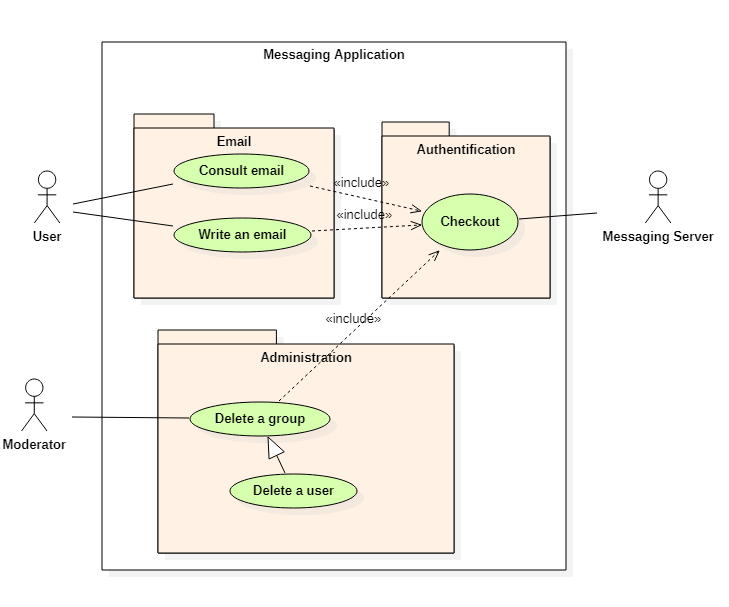 Messaging Application
Email
Authentification
Consult email
«include»
«include»
Write an email
Checkout
User
Messaging Server
«include»
Administration
Delete a group
Moderator
Delete a user